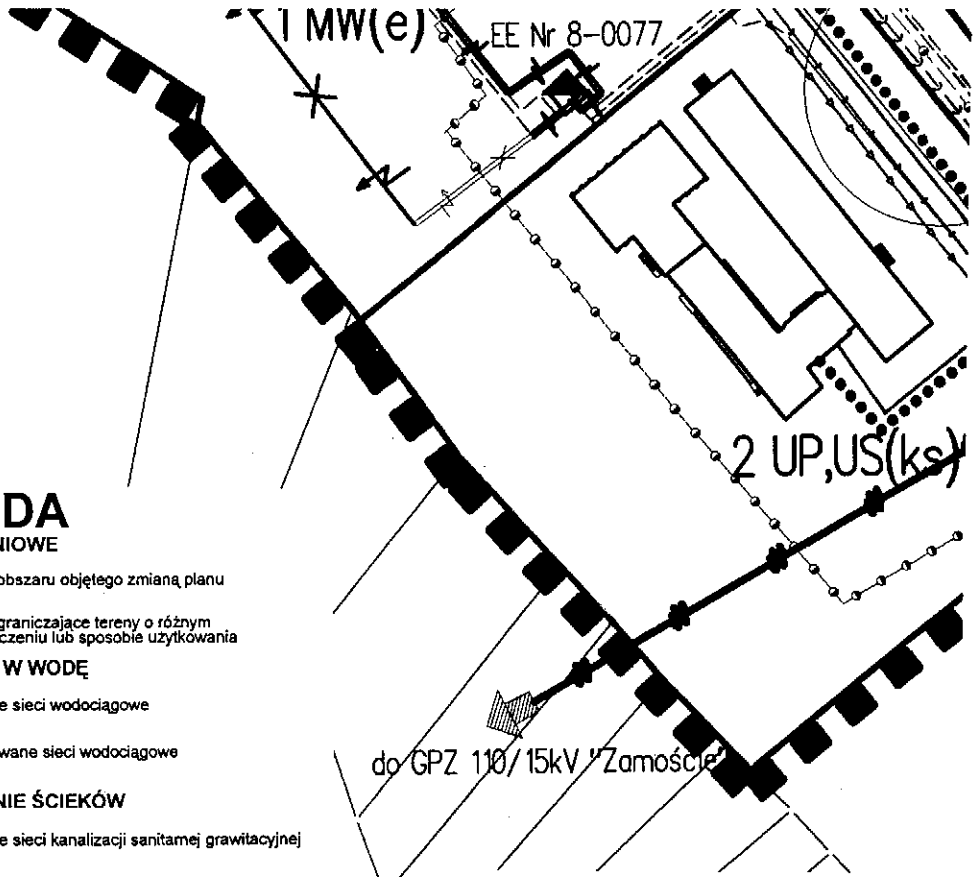 1 MW(e)
EE Nr 8-0077
2 UP,US(ks)
DA
NIOWE
obszaru objętego zmianą planu
graniczające tereny o różnym
czeniu lub sposobie użytkowania
W WODĘ
e sieci wodociągowe
wane sieci wodociągowe
do GPZ 110/15kV "Zamoście"
NIE ŚCIEKÓW
e sieci kanalizacji sanitarnej grawitacyjnej